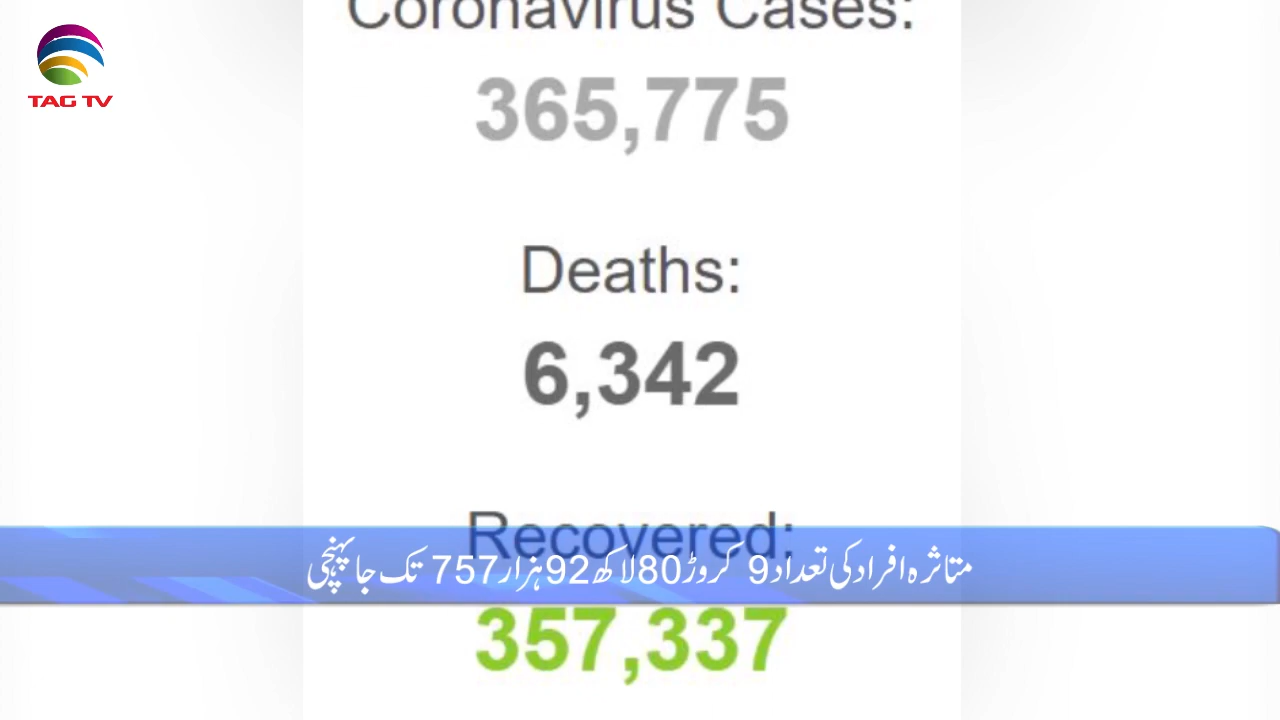 Coronavirus Cases:
365,775
TAG TV
Deaths:
6,342
Recovered:
متاثرہ افراد کی تعداد 9 کروڑ 80 لاکھ 92 ہزار 757 تک جا پہنچی
357,337